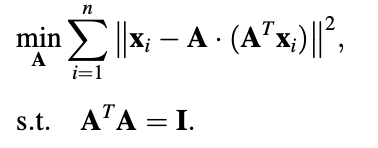 min_A ∑_{i=1}^{n} ‖x_i − A · (A^T x_i)‖²,
s.t. A^T A = I.